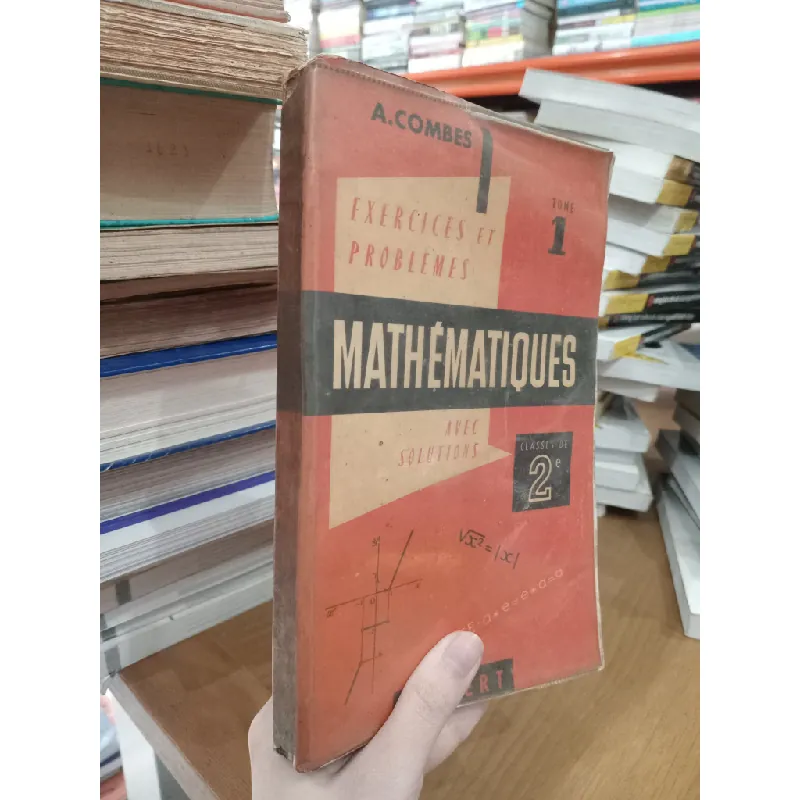 A.COMBES
TOME
1
EXERCICES ET
PROBLÈMES
MATHÉMATIQUES
AVEC
SOLUTIONS
CLASSES DE
2e
√x² = |x|